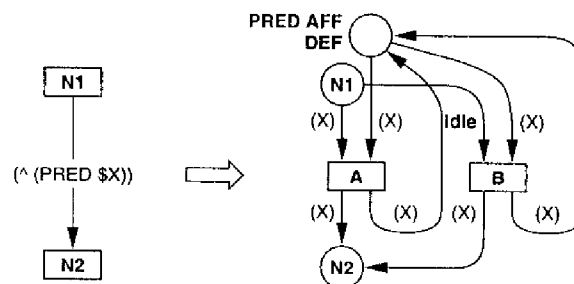 N1
(^ (PRED $X))
N2
PRED AFF
DEF
N1
(X)
(X)
Idle
(X)
A
B
(X)
(X)
(X)
(X)
N2